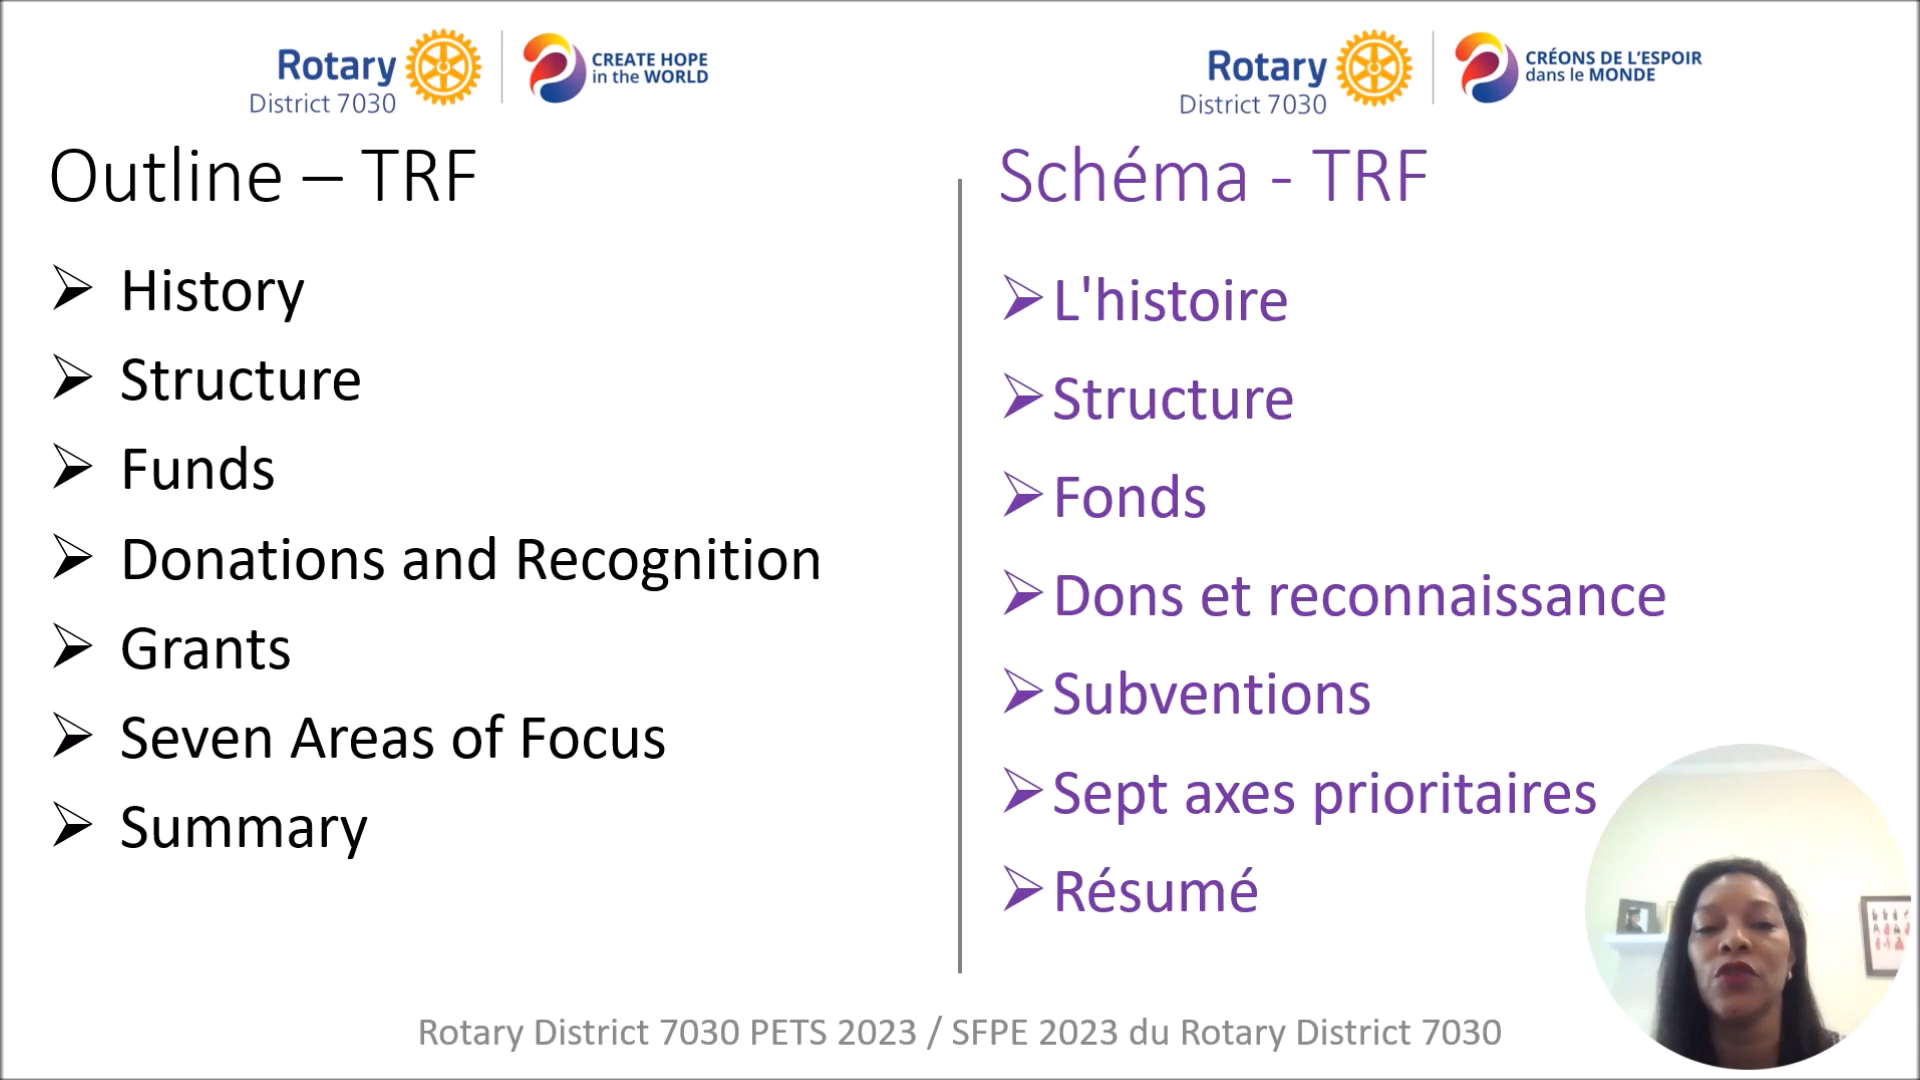 Rotary
District 7030
CREATE HOPE
in the WORLD
Outline – TRF
History
Structure
Funds
Donations and Recognition
Grants
Seven Areas of Focus
Summary
Rotary
District 7030
CRÉONS DE L'ESPOIR
dans le MONDE
Schéma - TRF
L'histoire
Structure
Fonds
Dons et reconnaissance
Subventions
Sept axes prioritaires
Résumé
Rotary District 7030 PETS 2023 / SFPE 2023 du Rotary District 7030